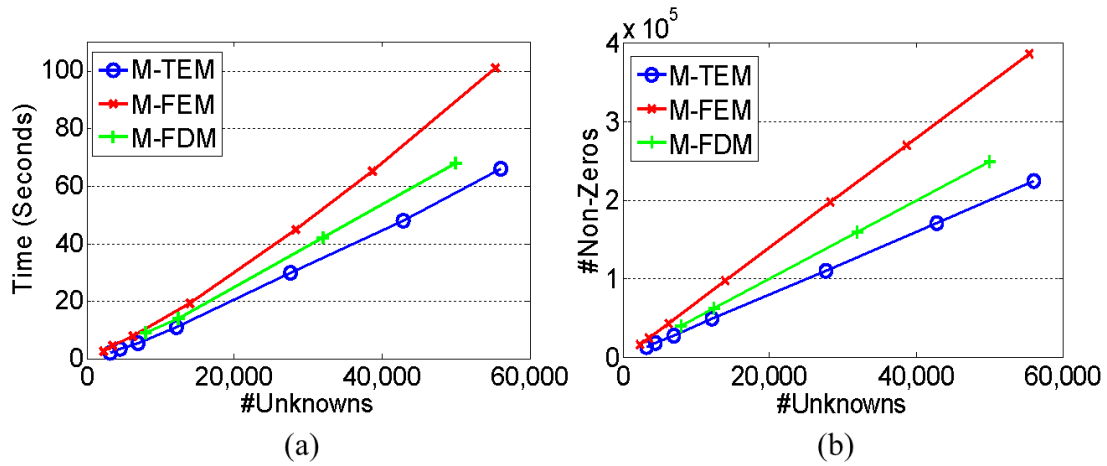 100
80
60
40
20
0
Time (Seconds)
M-TEM
M-FEM
M-FDM
0
20,000
40,000
60,000
#Unknowns
(a)
4 x 10^5
3
2
1
0
#Non-Zeros
M-TEM
M-FEM
M-FDM
0
20,000
40,000
60,000
#Unknowns
(b)